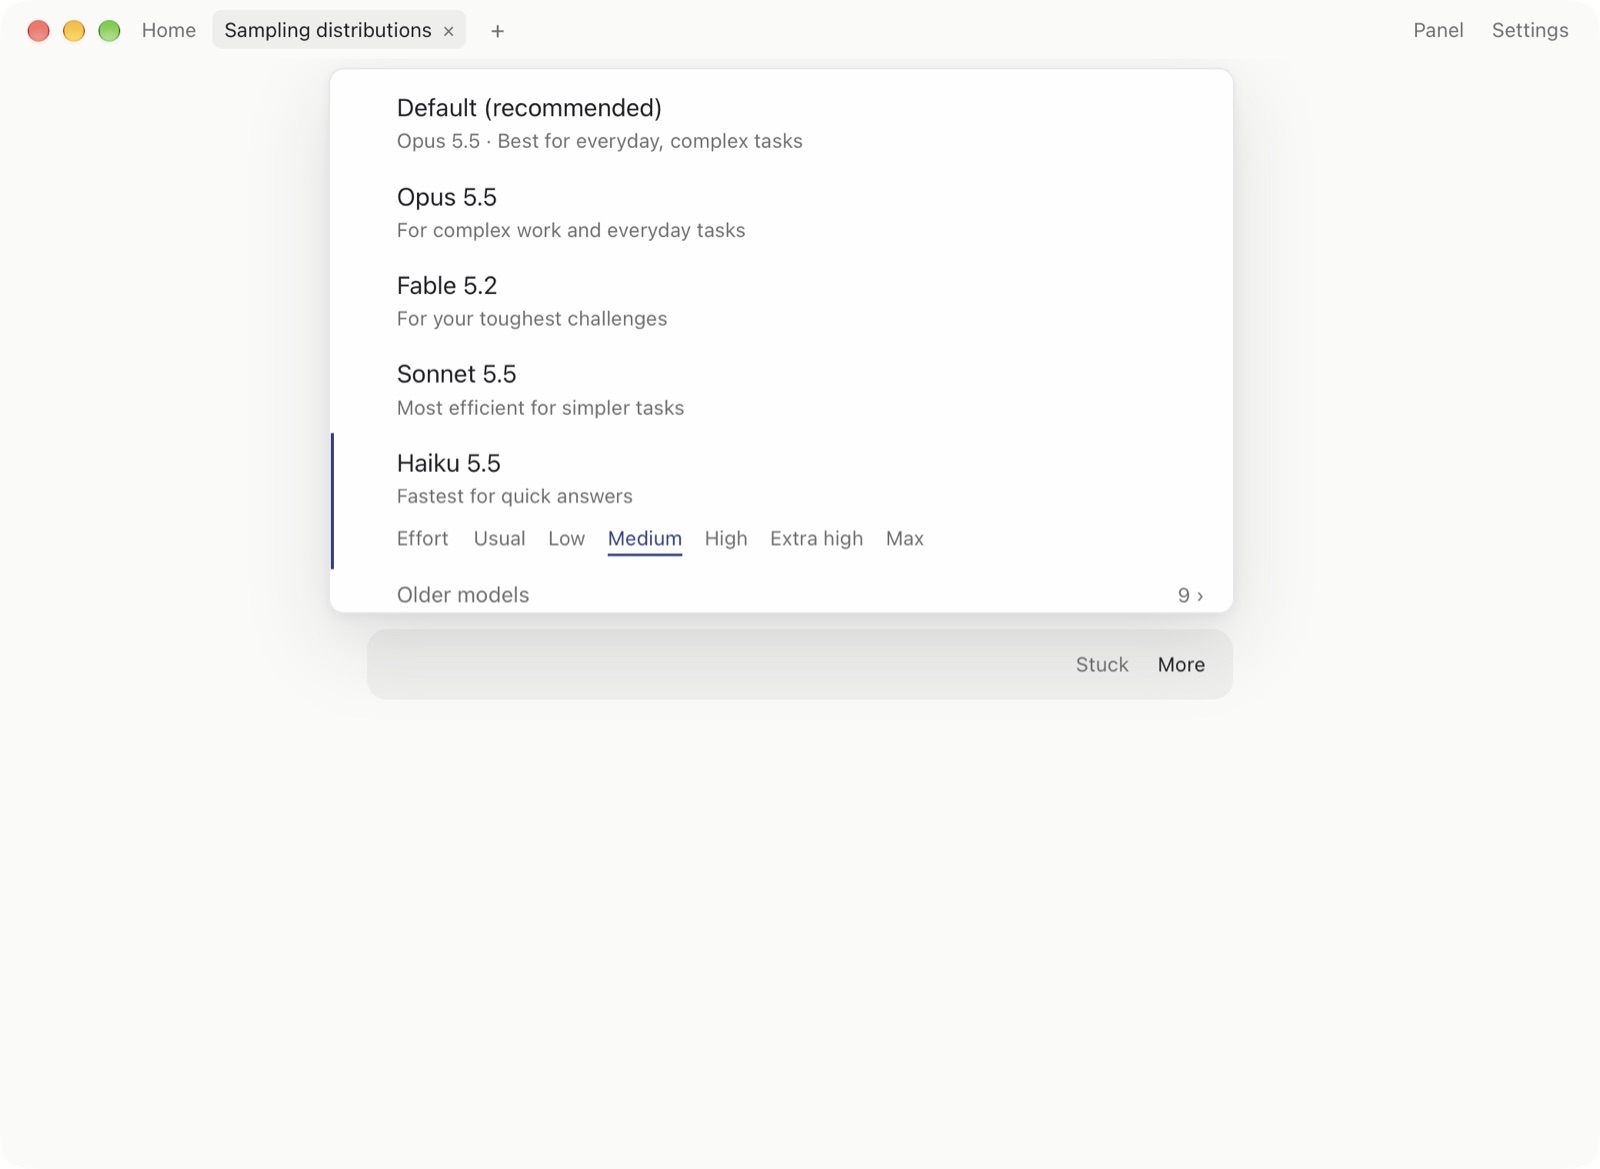 Home Sampling distributions × + Panel Settings
Default (recommended)
Opus 5.5 · Best for everyday, complex tasks
Opus 5.5
For complex work and everyday tasks
Fable 5.2
For your toughest challenges
Sonnet 5.5
Most efficient for simpler tasks
Haiku 5.5
Fastest for quick answers
Effort Usual Low Medium High Extra high Max
Older models 9 ›
Stuck More